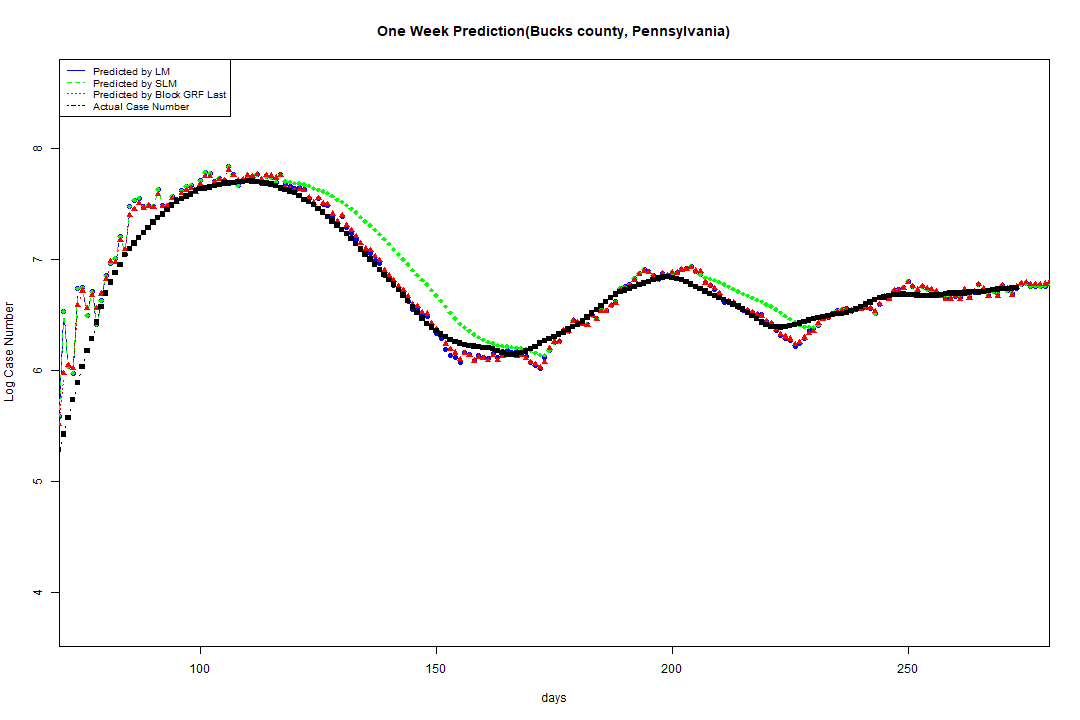 One Week Prediction(Bucks county, Pennsylvania)
Predicted by LM
Predicted by SLM
Predicted by Block GRF Last
Actual Case Number
8
7
6
5
4
Log Case Number
100 150 200 250
days